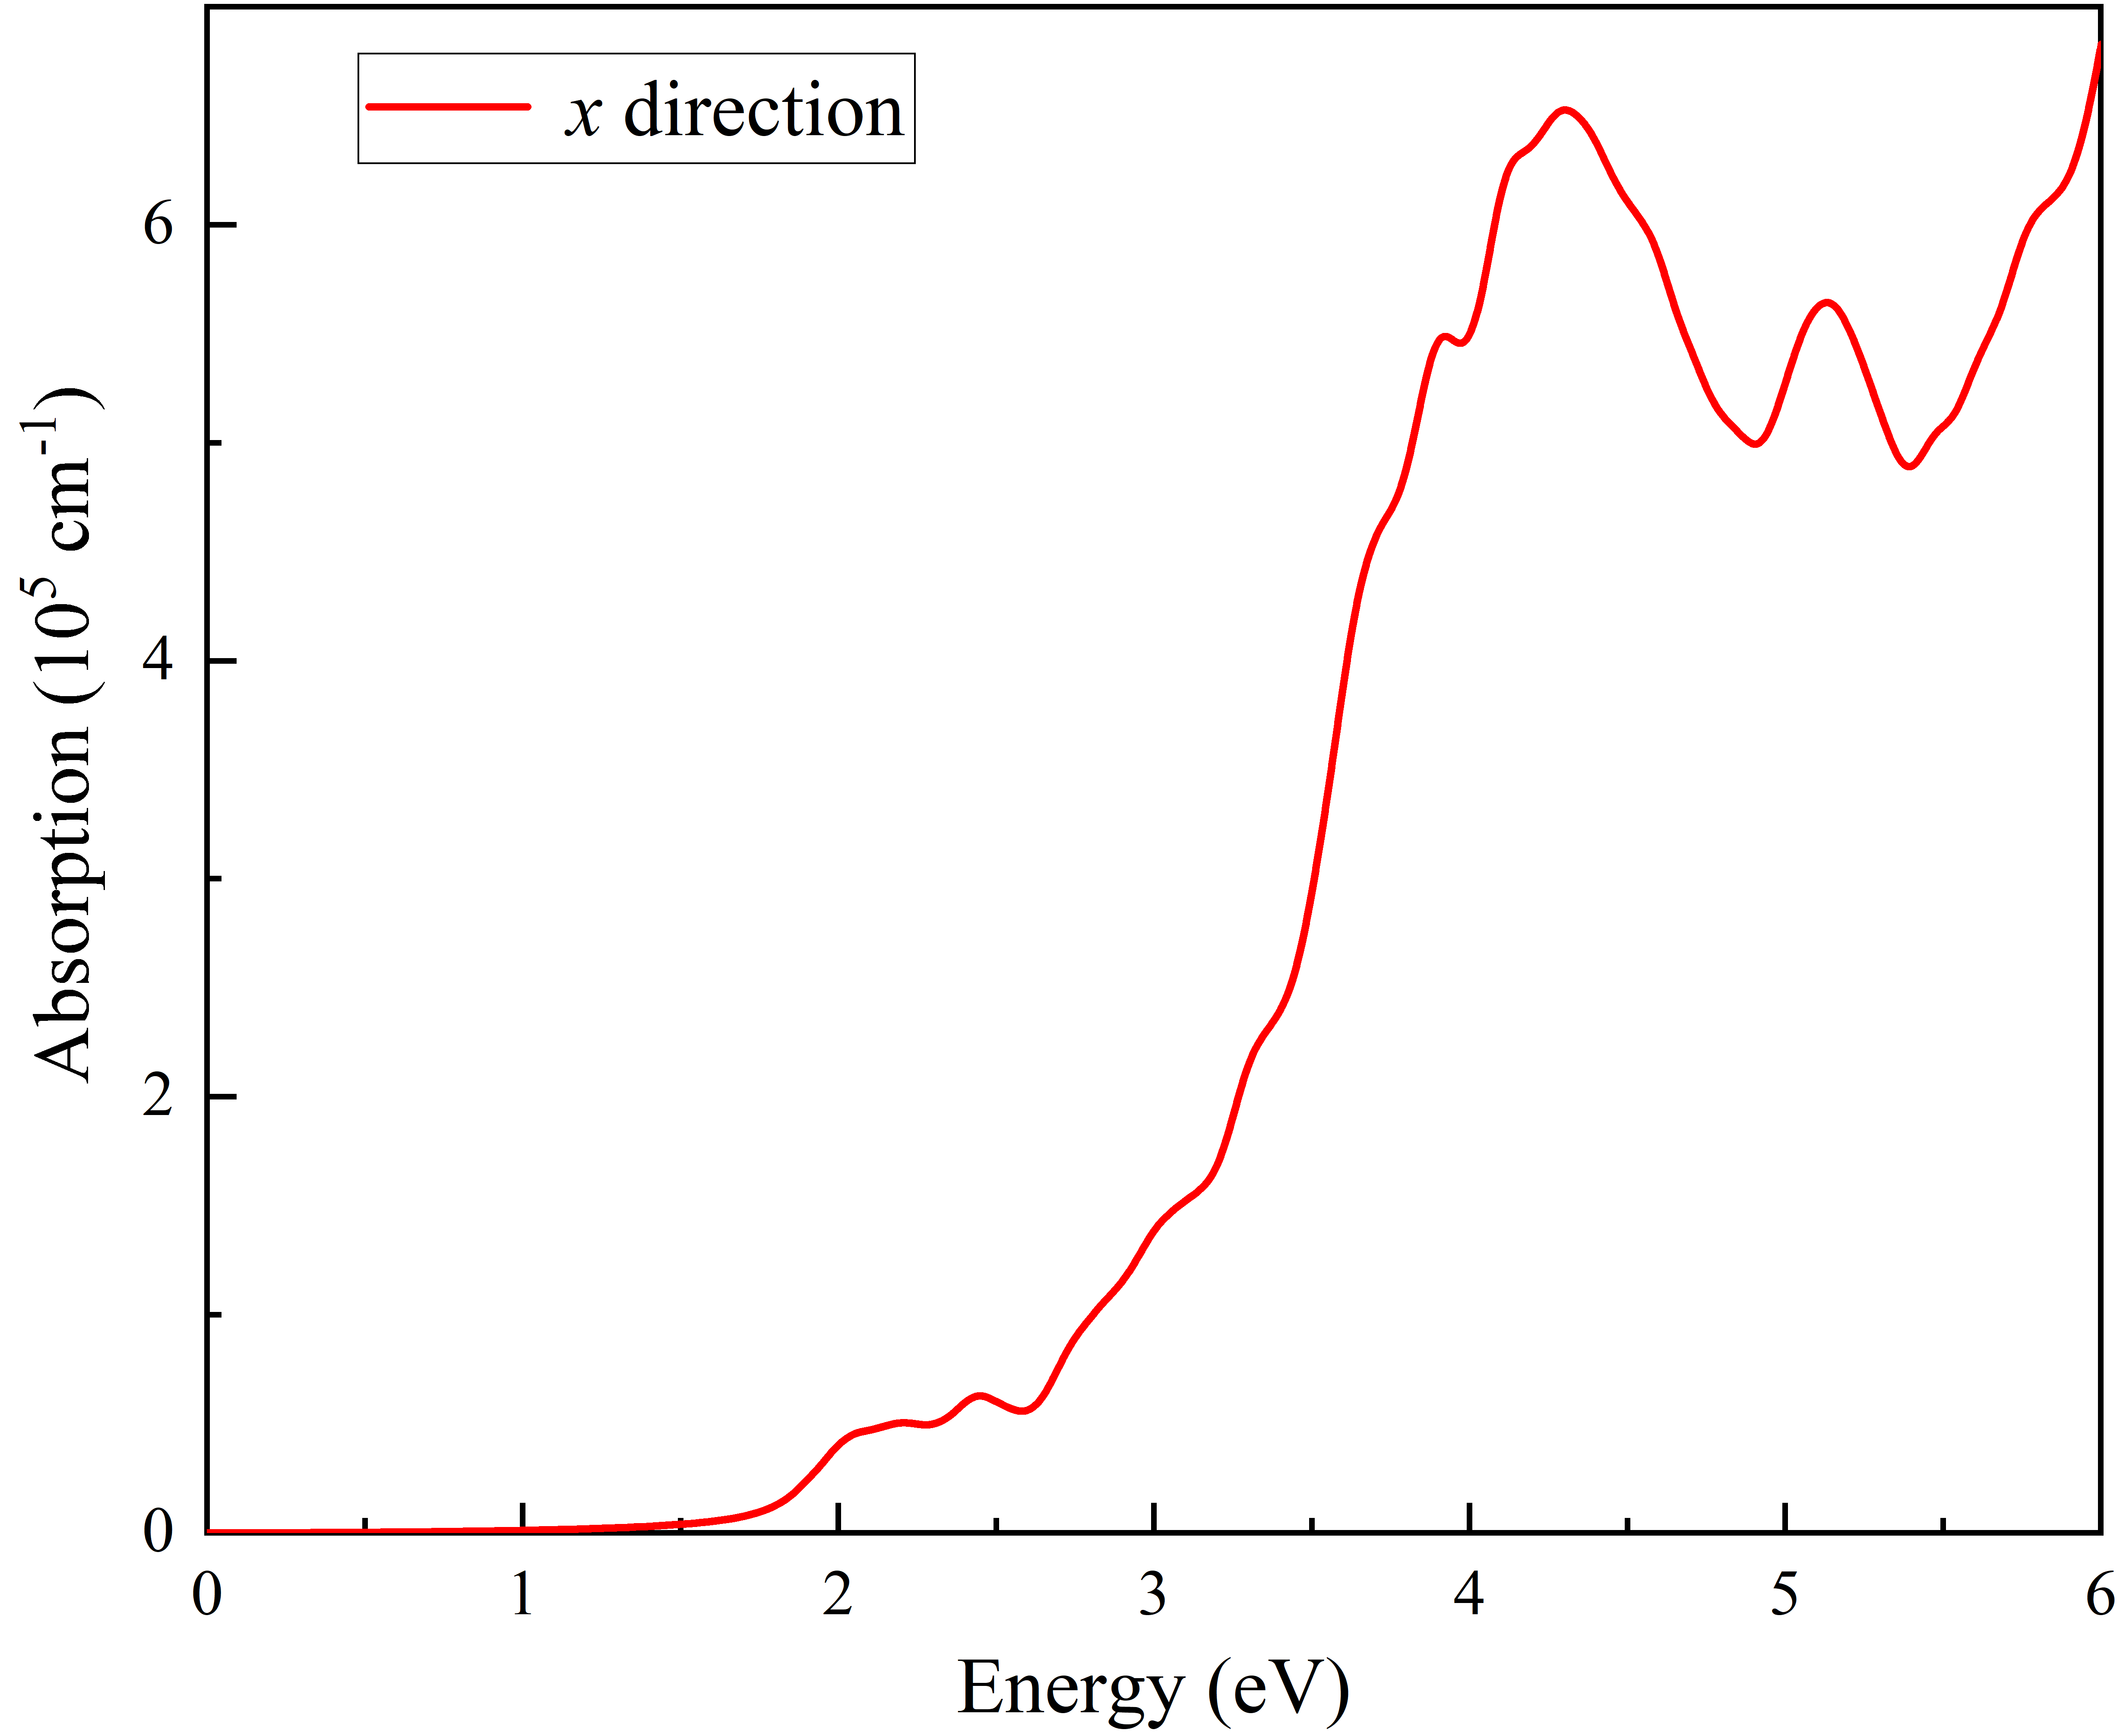 x direction
Absorption (10⁵ cm⁻¹)
6
4
2
0
0 1 2 3 4 5 6
Energy (eV)